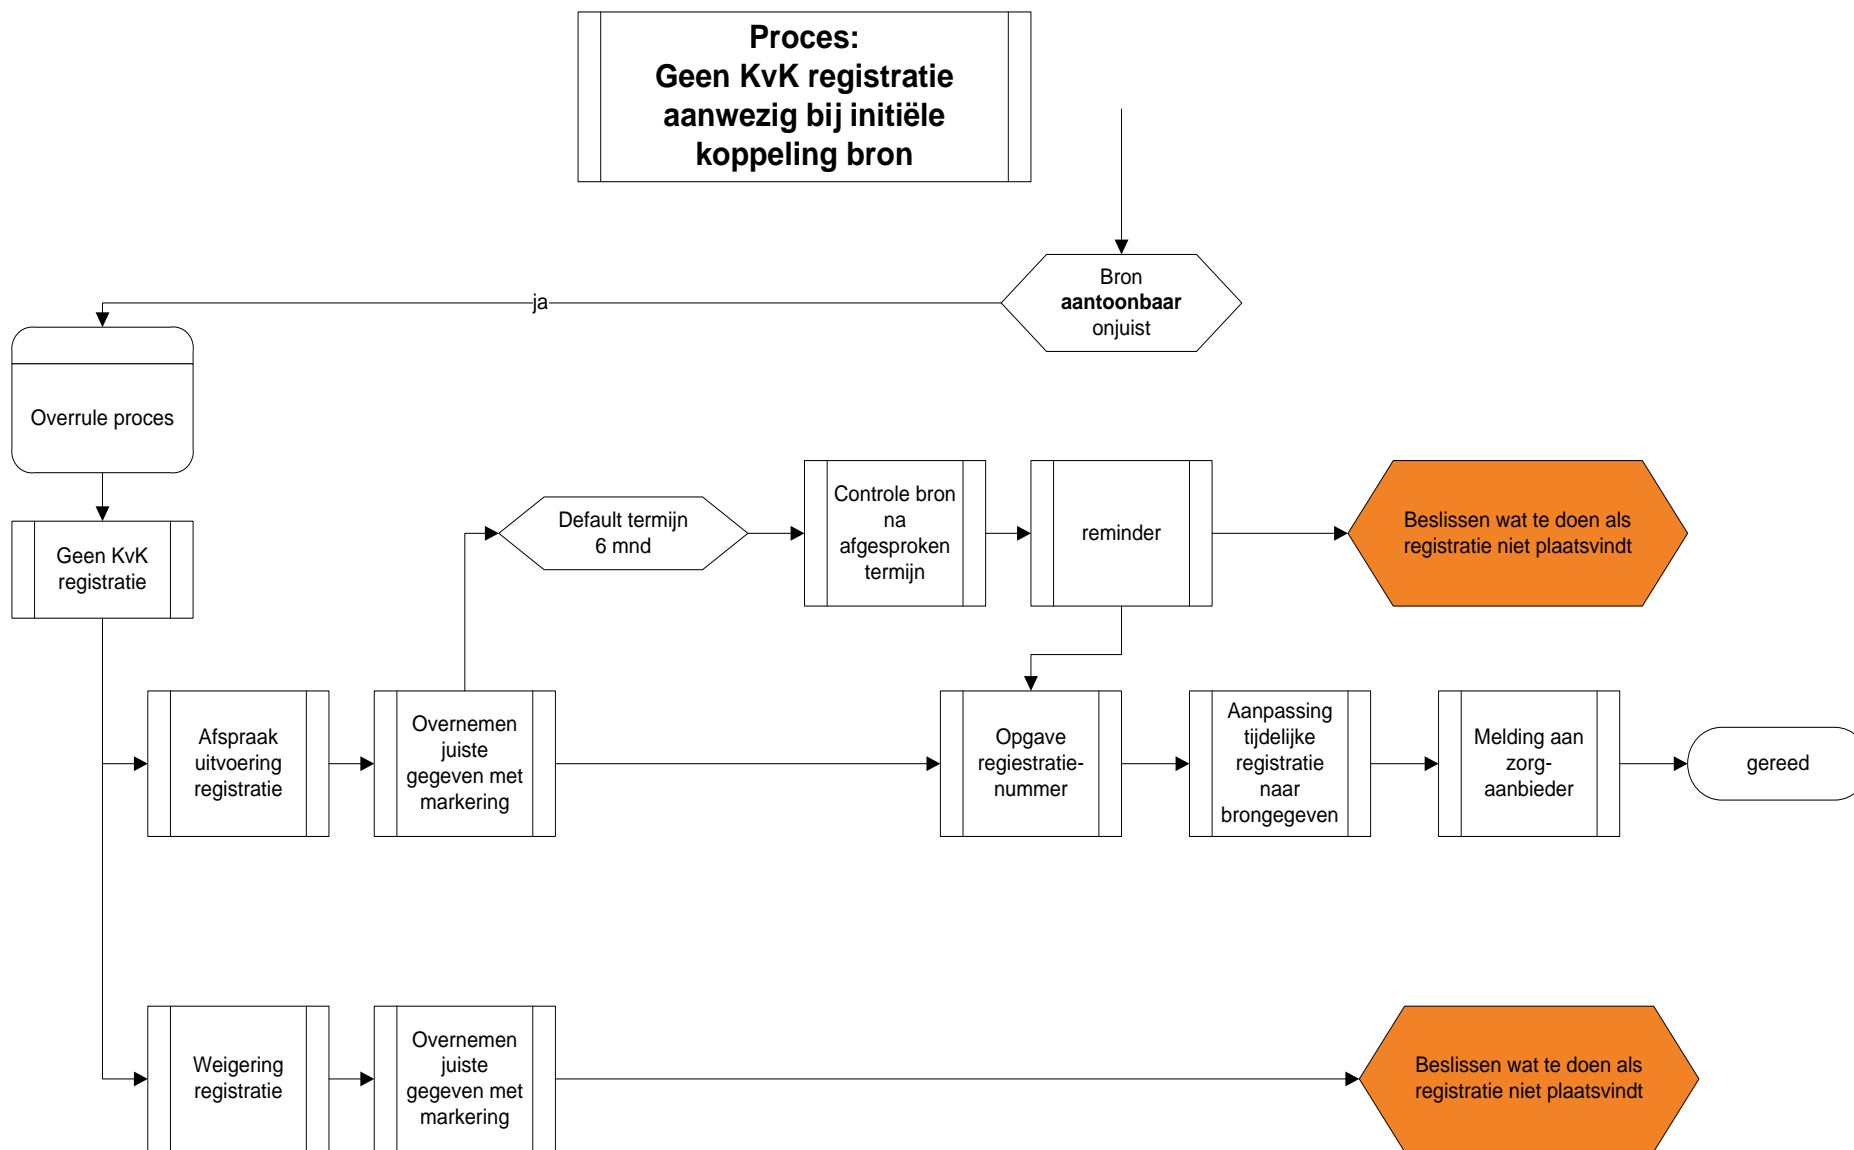 Proces:
Geen KvK registratie
aanwezig bij initiële
koppeling bron
Bron
aantoonbaar
onjuist
ja
Overrule proces
Geen KvK
registratie
Default termijn
6 mnd
Controle bron
na
afgesproken
termijn
reminder
Beslissen wat te doen als
registratie niet plaatsvindt
Afspraak
uitvoering
registratie
Overnemen
juiste
gegeven met
markering
Opgave
regiestratie-
nummer
Aanpassing
tijdelijke
registratie
naar
brongegeven
Melding aan
zorg-
aanbieder
gereed
Weigering
registratie
Overnemen
juiste
gegeven met
markering
Beslissen wat te doen als
registratie niet plaatsvindt